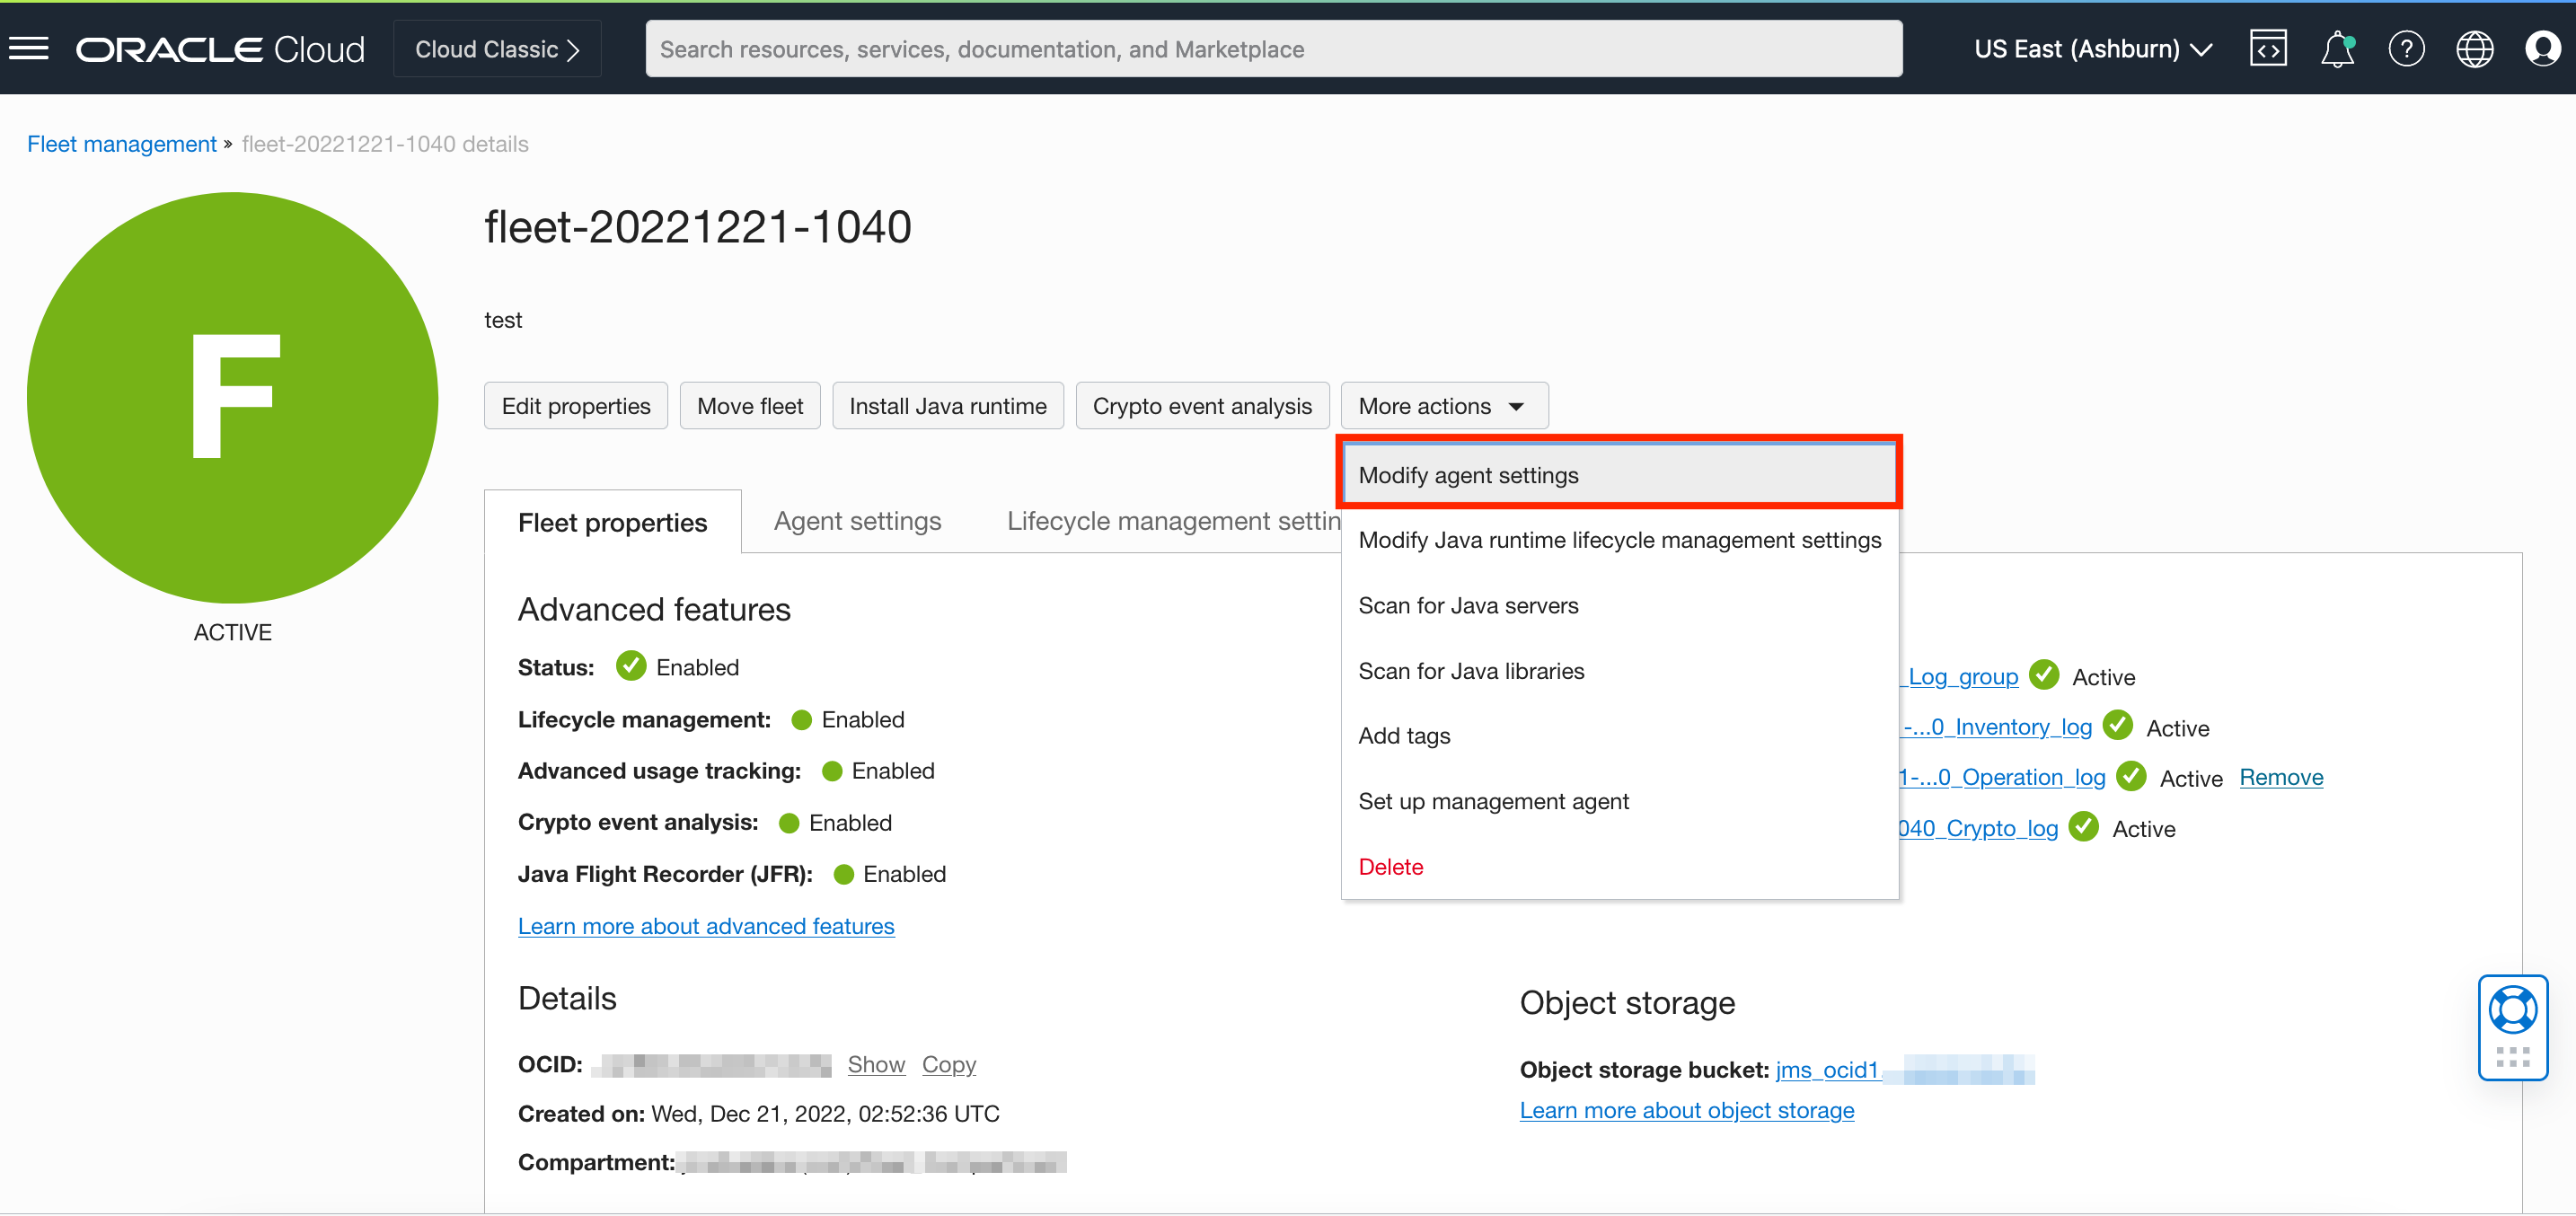 ORACLE Cloud Cloud Classic Search resources, services, documentation, and Marketplace US East (Ashburn)
Fleet management » fleet-20221221-1040 details
F
ACTIVE
fleet-20221221-1040
test
Edit properties Move fleet Install Java runtime Crypto event analysis More actions
Modify agent settings
Modify Java runtime lifecycle management settings
Scan for Java servers
Scan for Java libraries
Add tags
Set up management agent
Delete
Fleet properties Agent settings Lifecycle management settin
Advanced features
Status: Enabled
Lifecycle management: Enabled
Advanced usage tracking: Enabled
Crypto event analysis: Enabled
Java Flight Recorder (JFR): Enabled
Learn more about advanced features
_Log_group Active
-...0_Inventory_log Active
1-...0_Operation_log Active Remove
040_Crypto_log Active
Details
OCID: Show Copy
Created on: Wed, Dec 21, 2022, 02:52:36 UTC
Compartment:
Object storage
Object storage bucket: jms_ocid1.
Learn more about object storage